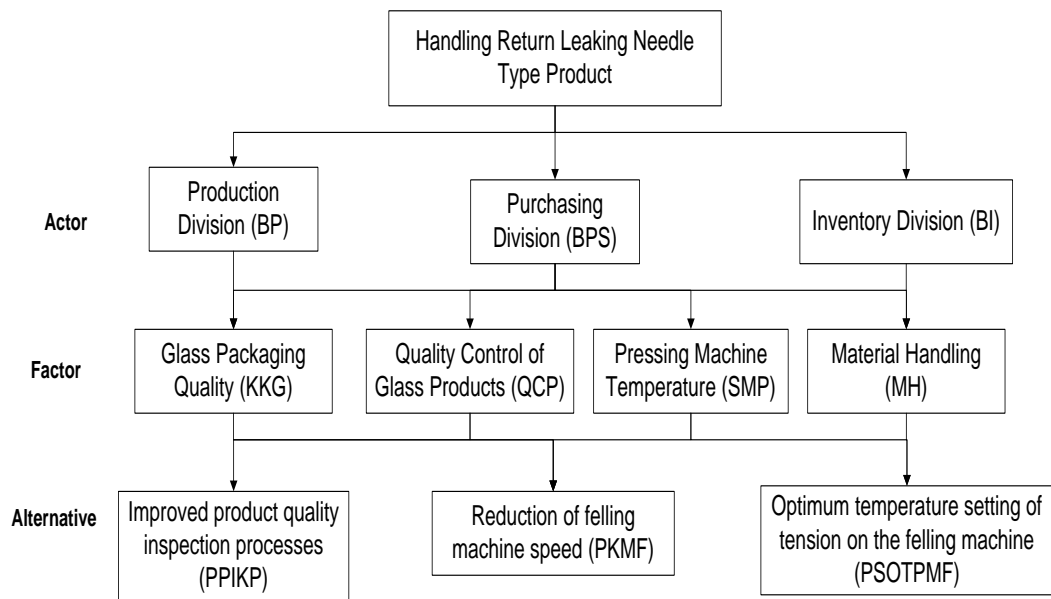 Handling Return Leaking Needle
Type Product
Actor
Production
Division (BP)
Purchasing
Division (BPS)
Inventory Division (BI)
Factor
Glass Packaging
Quality (KKG)
Quality Control of
Glass Products (QCP)
Pressing Machine
Temperature (SMP)
Material Handling
(MH)
Alternative
Improved product quality
inspection processes
(PPIKP)
Reduction of felling
machine speed (PKMF)
Optimum temperature setting of
tension on the felling machine
(PSOTPMF)